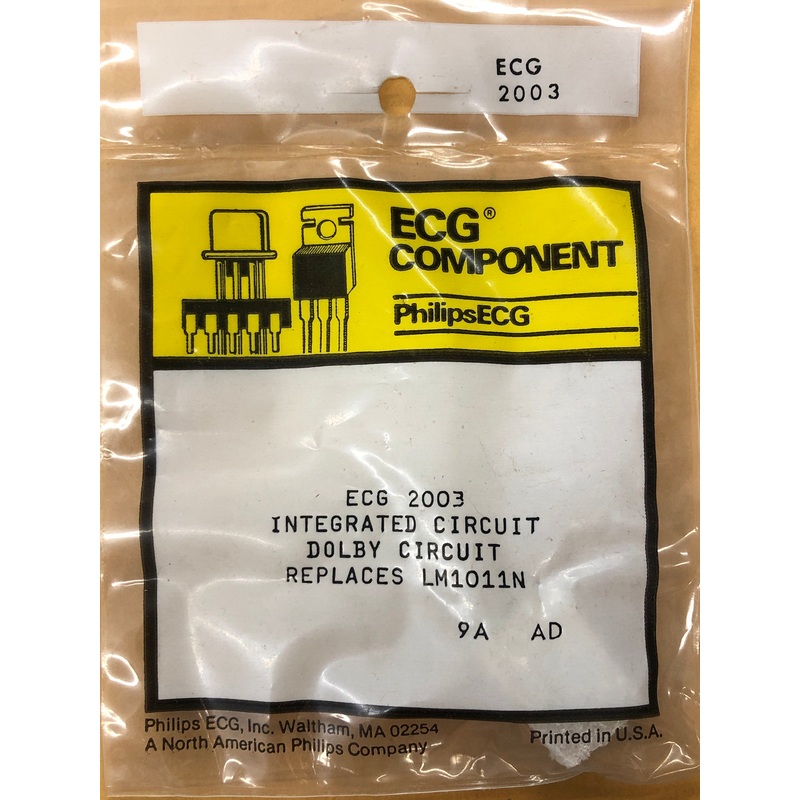 ECG
2003
ECG®
COMPONENT
PhilipsECG
ECG 2003
INTEGRATED CIRCUIT
DOLBY CIRCUIT
REPLACES LM1011N
9A AD
Philips ECG, Inc. Waltham, MA 02254
A North American Philips Company
Printed in U.S.A.